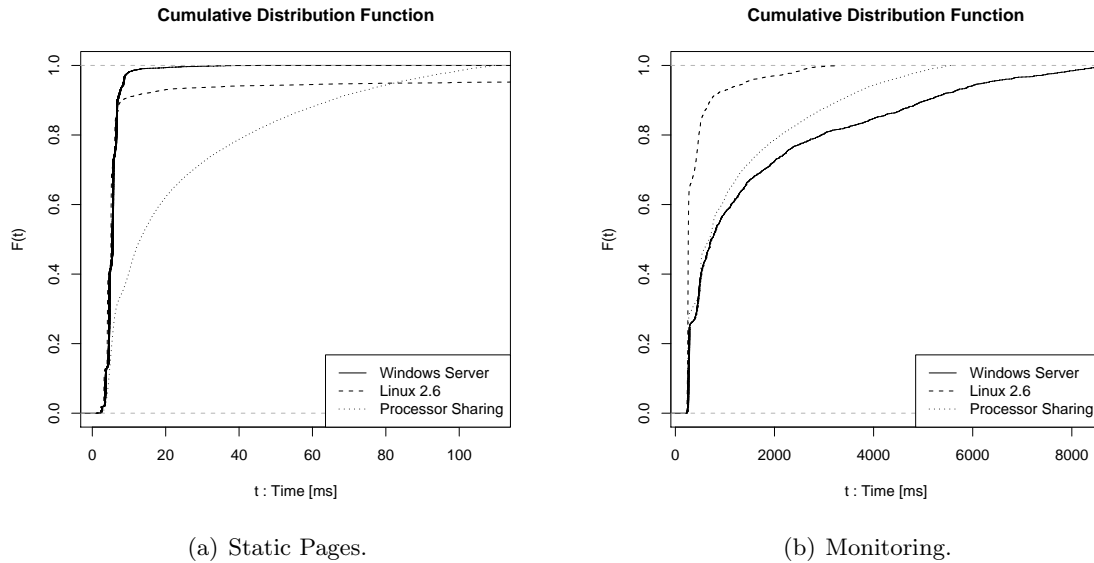 Cumulative Distribution Function
F(t)
1.0
0.8
0.6
0.4
0.2
0.0
Windows Server
Linux 2.6
Processor Sharing
0 20 40 60 80 100
t : Time [ms]
(a) Static Pages.
Cumulative Distribution Function
F(t)
1.0
0.8
0.6
0.4
0.2
0.0
Windows Server
Linux 2.6
Processor Sharing
0 2000 4000 6000 8000
t : Time [ms]
(b) Monitoring.